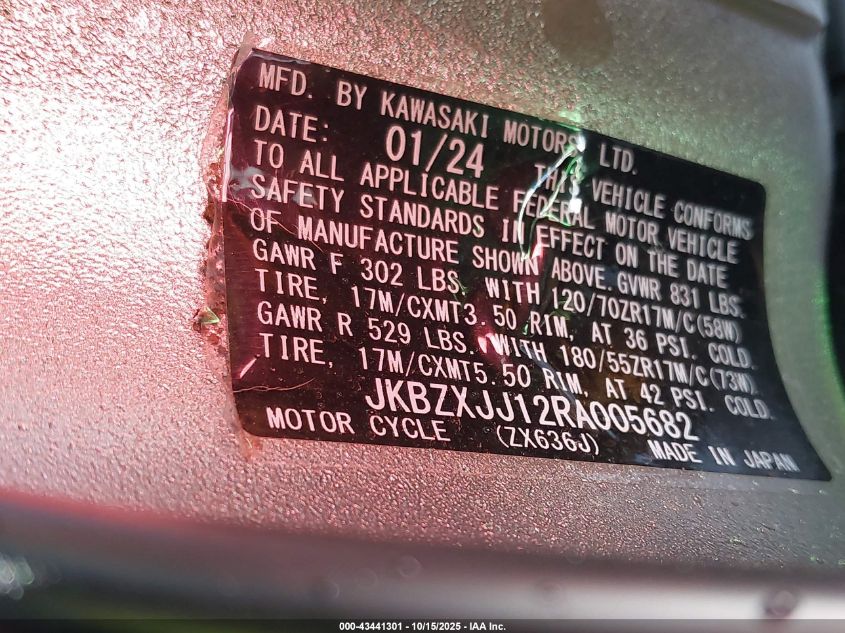 MFD. BY KAWASAKI MOTORS, LTD.
DATE: 01/24 THIS VEHICLE CONFORMS
TO ALL APPLICABLE FEDERAL MOTOR VEHICLE
SAFETY STANDARDS IN EFFECT ON THE DATE
OF MANUFACTURE SHOWN ABOVE. GVWR 831 LBS.
GAWR F 302 LBS. WITH 120/70ZR17M/C(58W)
TIRE, 17M/CXMT3.50 RIM, AT 36 PSI. COLD.
GAWR R 529 LBS. WITH 180/55ZR17M/C(73W)
TIRE, 17M/CXMT5.50 RIM, AT 42 PSI. COLD.
JKBZXJJ12RA005682
MOTOR CYCLE (ZX636J) MADE IN JAPAN
000-43441301 | 10/15/2025 - IAA Inc.